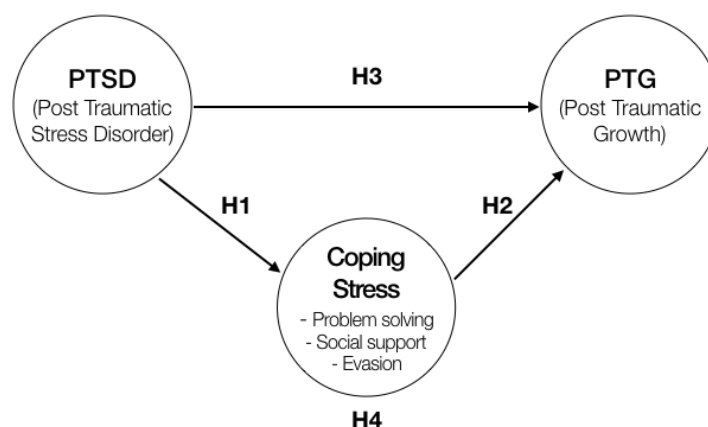 PTSD
(Post Traumatic
Stress Disorder)
H3
PTG
(Post Traumatic
Growth)
H1
H2
Coping
Stress
- Problem solving
- Social support
- Evasion
H4